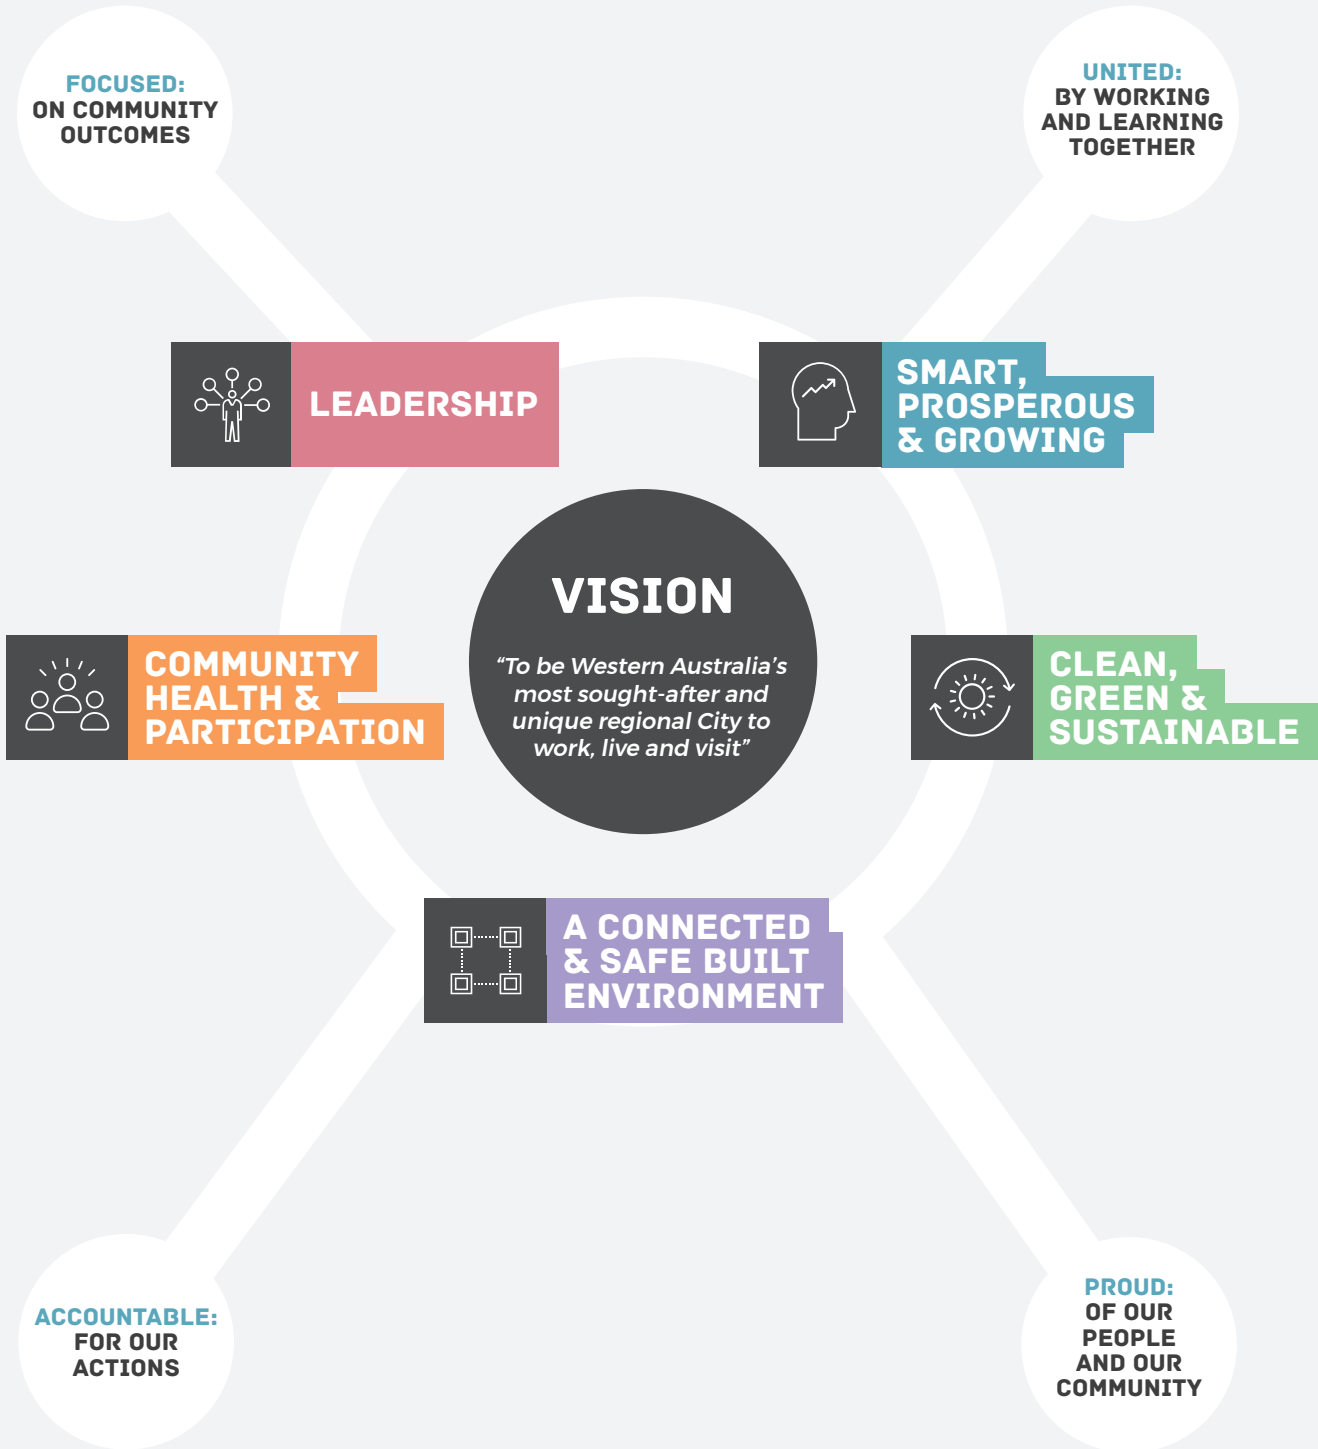 FOCUSED:
ON COMMUNITY
OUTCOMES
UNITED:
BY WORKING
AND LEARNING
TOGETHER
LEADERSHIP
SMART,
PROSPEROUS
& GROWING
VISION
“To be Western Australia’s
most sought-after and
unique regional City to
work, live and visit”
COMMUNITY
HEALTH &
PARTICIPATION
CLEAN,
GREEN &
SUSTAINABLE
A CONNECTED
& SAFE BUILT
ENVIRONMENT
ACCOUNTABLE:
FOR OUR
ACTIONS
PROUD:
OF OUR
PEOPLE
AND OUR
COMMUNITY